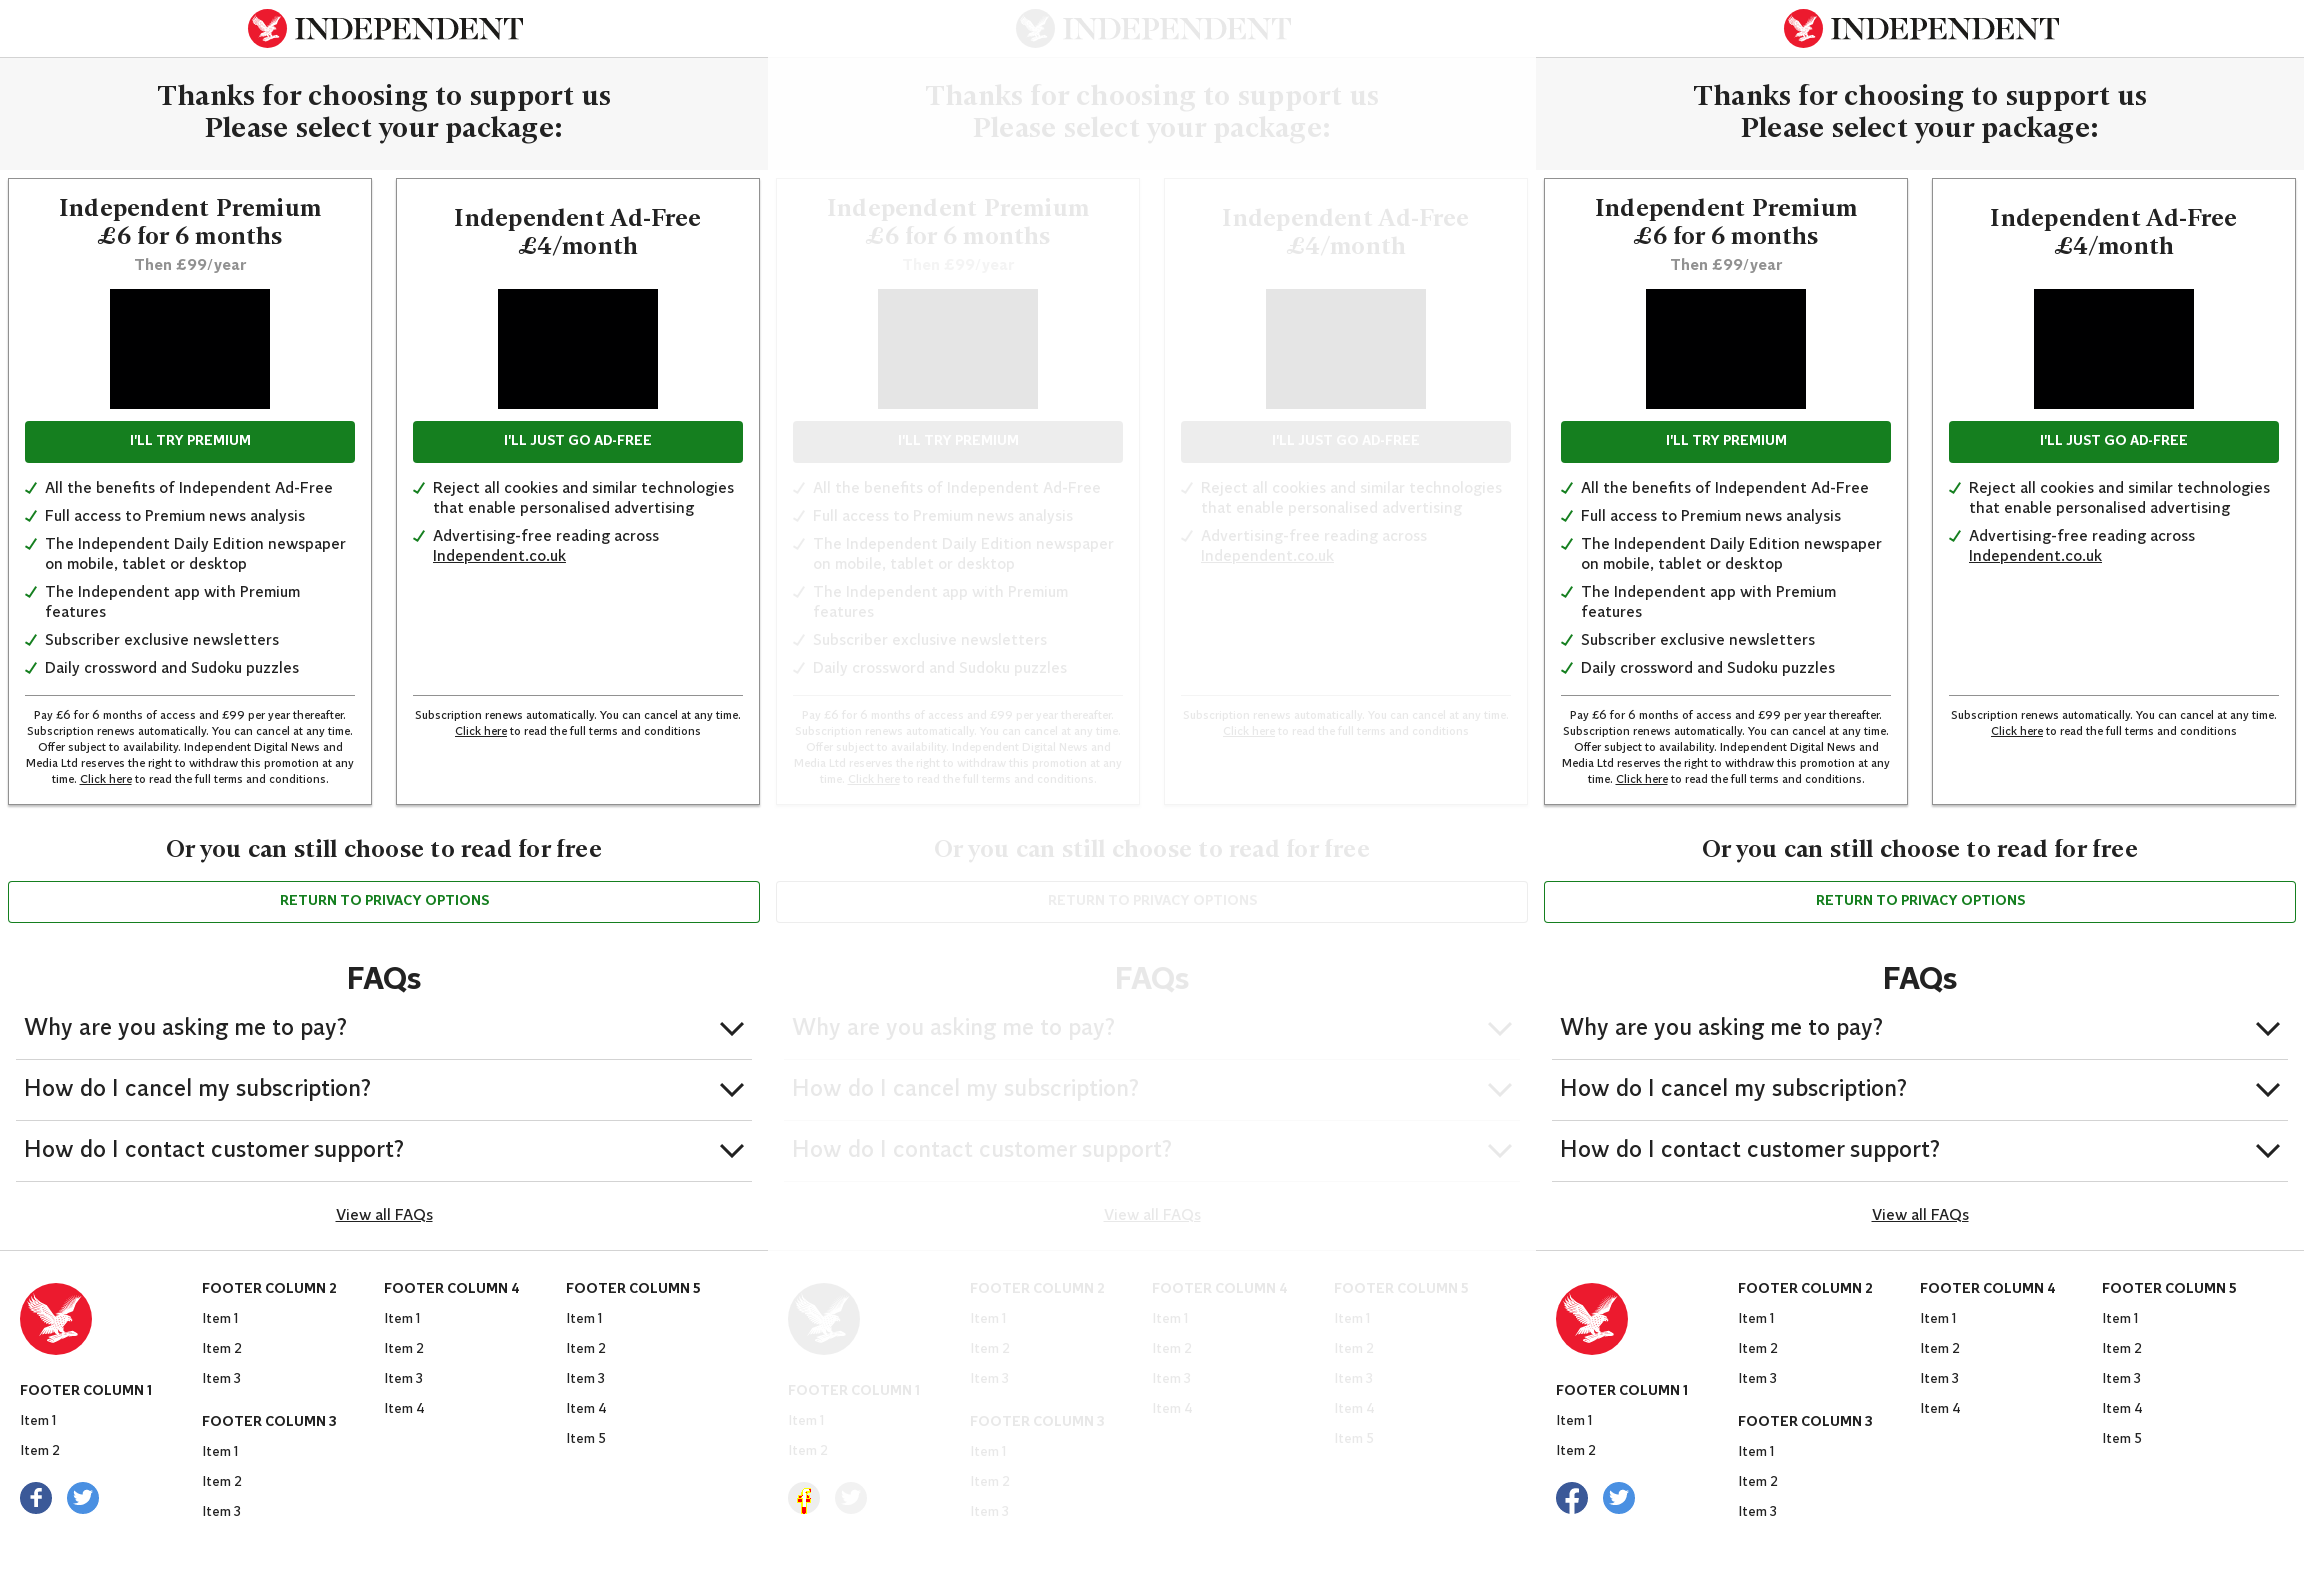 INDEPENDENT
Thanks for choosing to support us
Please select your package:
Independent Premium
£6 for 6 months
Then £99/year
I'LL TRY PREMIUM
All the benefits of Independent Ad-Free
Full access to Premium news analysis
The Independent Daily Edition newspaper
on mobile, tablet or desktop
The Independent app with Premium
features
Subscriber exclusive newsletters
Daily crossword and Sudoku puzzles
Pay £6 for 6 months of access and £99 per year thereafter.
Subscription renews automatically. You can cancel at any time.
Offer subject to availability. Independent Digital News and
Media Ltd reserves the right to withdraw this promotion at any
time. Click here to read the full terms and conditions.
Independent Ad-Free
£4/month
I'LL JUST GO AD-FREE
Reject all cookies and similar technologies
that enable personalised advertising
Advertising-free reading across
Independent.co.uk
Subscription renews automatically. You can cancel at any time.
Click here to read the full terms and conditions
Or you can still choose to read for free
RETURN TO PRIVACY OPTIONS
FAQs
Why are you asking me to pay?
How do I cancel my subscription?
How do I contact customer support?
View all FAQs
FOOTER COLUMN 1
Item 1
Item 2
FOOTER COLUMN 2
Item 1
Item 2
Item 3
FOOTER COLUMN 3
Item 1
Item 2
Item 3
FOOTER COLUMN 4
Item 1
Item 2
Item 3
Item 4
FOOTER COLUMN 5
Item 1
Item 2
Item 3
Item 4
Item 5
INDEPENDENT
Thanks for choosing to support us
Please select your package:
Independent Premium
£6 for 6 months
Then £99/year
I'LL TRY PREMIUM
All the benefits of Independent Ad-Free
Full access to Premium news analysis
The Independent Daily Edition newspaper
on mobile, tablet or desktop
The Independent app with Premium
features
Subscriber exclusive newsletters
Daily crossword and Sudoku puzzles
Pay £6 for 6 months of access and £99 per year thereafter.
Subscription renews automatically. You can cancel at any time.
Offer subject to availability. Independent Digital News and
Media Ltd reserves the right to withdraw this promotion at any
time. Click here to read the full terms and conditions.
Independent Ad-Free
£4/month
I'LL JUST GO AD-FREE
Reject all cookies and similar technologies
that enable personalised advertising
Advertising-free reading across
Independent.co.uk
Subscription renews automatically. You can cancel at any time.
Click here to read the full terms and conditions
Or you can still choose to read for free
RETURN TO PRIVACY OPTIONS
FAQs
Why are you asking me to pay?
How do I cancel my subscription?
How do I contact customer support?
View all FAQs
FOOTER COLUMN 1
Item 1
Item 2
FOOTER COLUMN 2
Item 1
Item 2
Item 3
FOOTER COLUMN 3
Item 1
Item 2
Item 3
FOOTER COLUMN 4
Item 1
Item 2
Item 3
Item 4
FOOTER COLUMN 5
Item 1
Item 2
Item 3
Item 4
Item 5
INDEPENDENT
Thanks for choosing to support us
Please select your package:
Independent Premium
£6 for 6 months
Then £99/year
I'LL TRY PREMIUM
All the benefits of Independent Ad-Free
Full access to Premium news analysis
The Independent Daily Edition newspaper
on mobile, tablet or desktop
The Independent app with Premium
features
Subscriber exclusive newsletters
Daily crossword and Sudoku puzzles
Pay £6 for 6 months of access and £99 per year thereafter.
Subscription renews automatically. You can cancel at any time.
Offer subject to availability. Independent Digital News and
Media Ltd reserves the right to withdraw this promotion at any
time. Click here to read the full terms and conditions.
Independent Ad-Free
£4/month
I'LL JUST GO AD-FREE
Reject all cookies and similar technologies
that enable personalised advertising
Advertising-free reading across
Independent.co.uk
Subscription renews automatically. You can cancel at any time.
Click here to read the full terms and conditions
Or you can still choose to read for free
RETURN TO PRIVACY OPTIONS
FAQs
Why are you asking me to pay?
How do I cancel my subscription?
How do I contact customer support?
View all FAQs
FOOTER COLUMN 1
Item 1
Item 2
FOOTER COLUMN 2
Item 1
Item 2
Item 3
FOOTER COLUMN 3
Item 1
Item 2
Item 3
FOOTER COLUMN 4
Item 1
Item 2
Item 3
Item 4
FOOTER COLUMN 5
Item 1
Item 2
Item 3
Item 4
Item 5